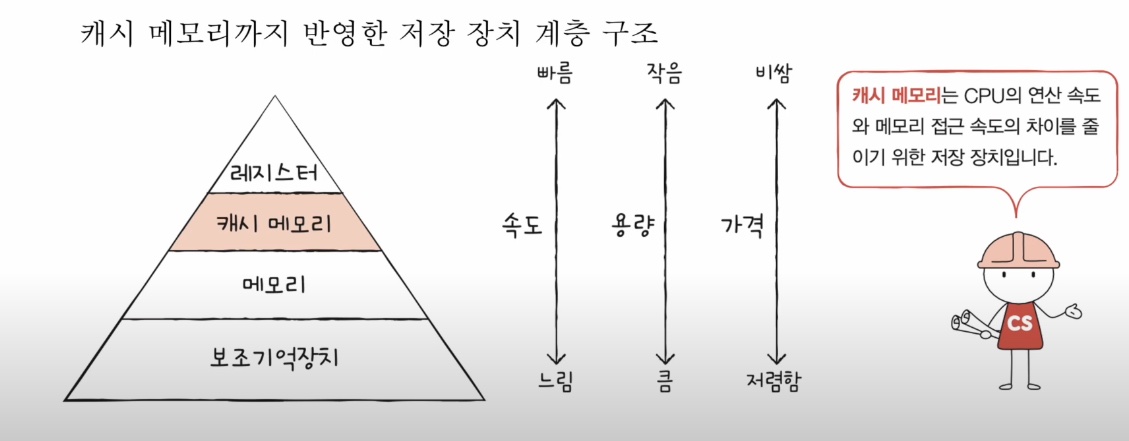 캐시 메모리까지 반영한 저장 장치 계층 구조
빠름 작음 비쌈
캐시 메모리는 CPU의 연산 속도
와 메모리 접근 속도의 차이를 줄
이기 위한 저장 장치입니다.
레지스터
캐시 메모리
속도 용량 가격
메모리
보조기억장치
느림 큼 저렴함
CS